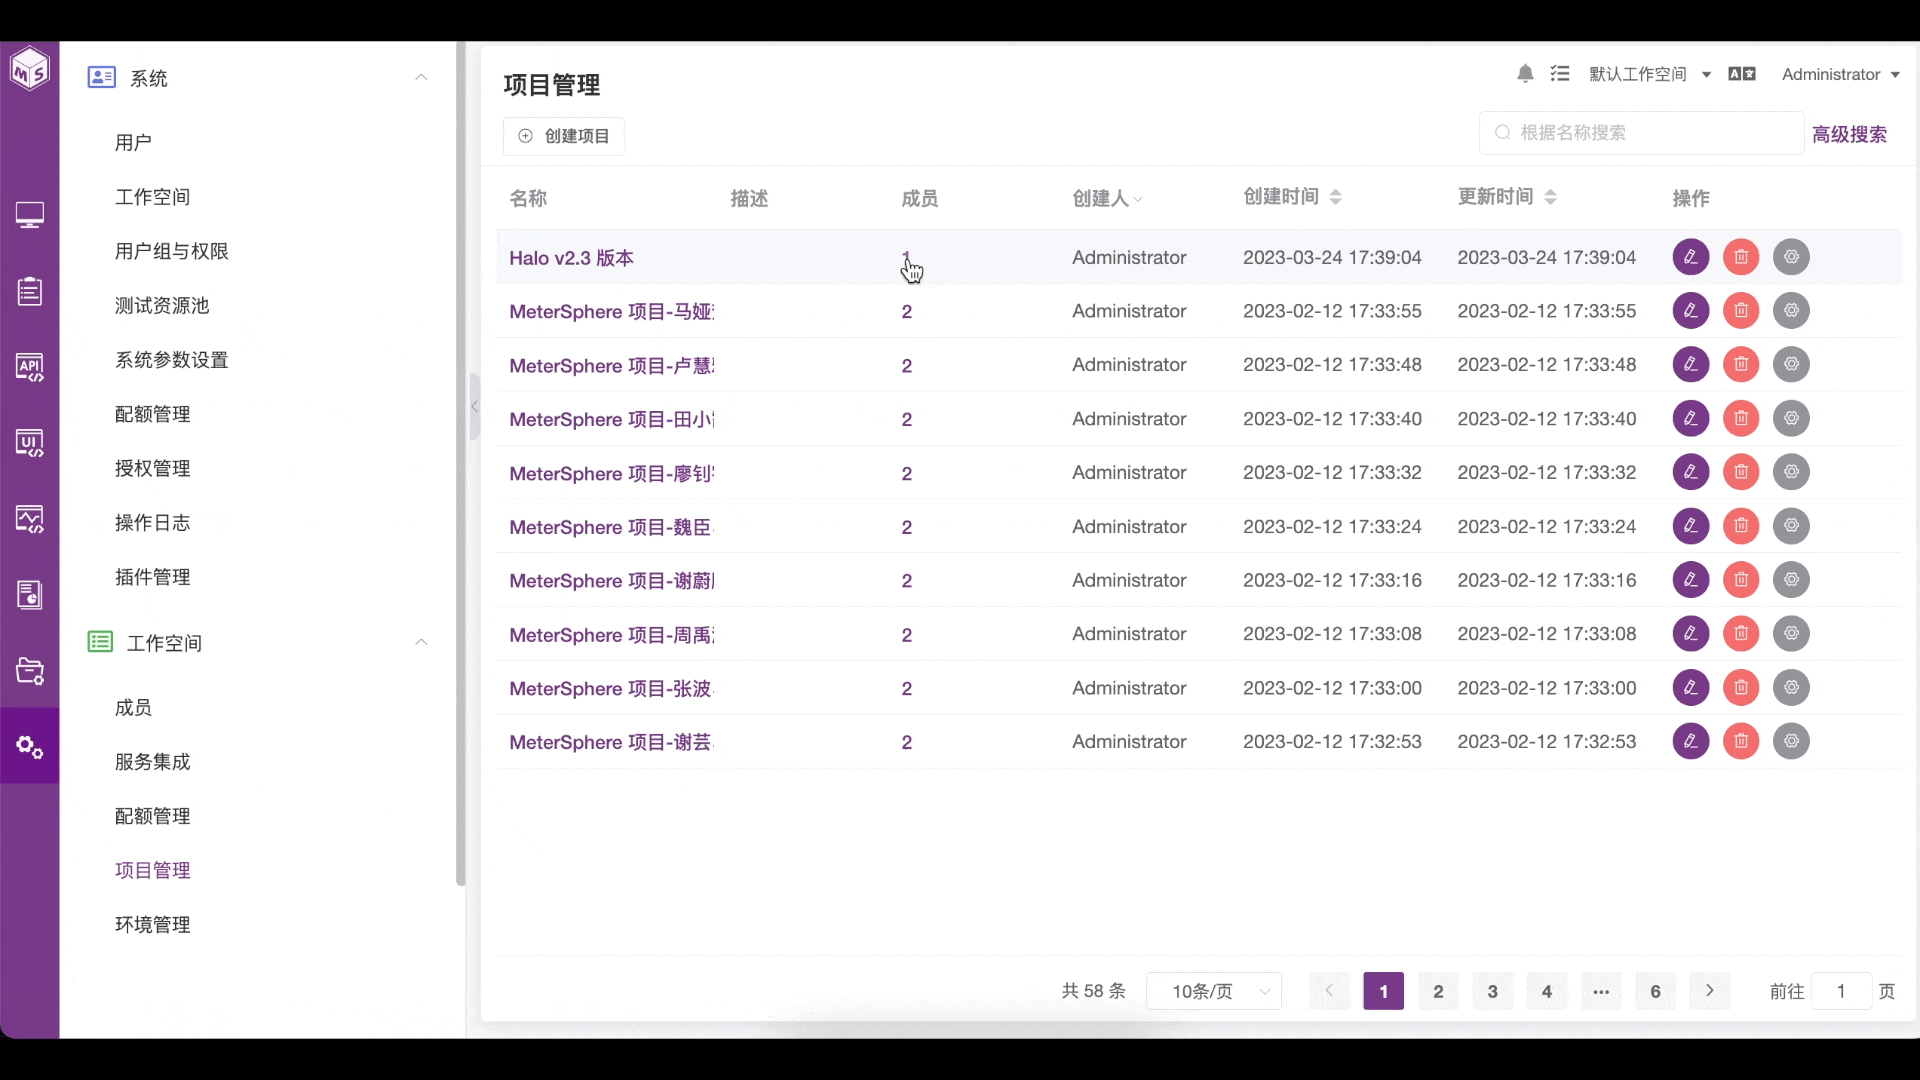 MS
系统
用户
工作空间
用户组与权限
测试资源池
系统参数设置
配额管理
授权管理
操作日志
插件管理
工作空间
成员
服务集成
配额管理
项目管理
环境管理
API
UI
项目管理
默认工作空间
Administrator
创建项目
根据名称搜索
高级搜索
名称 描述 成员 创建人 创建时间 更新时间 操作
Halo v2.3 版本 1 Administrator 2023-03-24 17:39:04 2023-03-24 17:39:04
MeterSphere 项目-马娅 2 Administrator 2023-02-12 17:33:55 2023-02-12 17:33:55
MeterSphere 项目-卢慧 2 Administrator 2023-02-12 17:33:48 2023-02-12 17:33:48
MeterSphere 项目-田小 2 Administrator 2023-02-12 17:33:40 2023-02-12 17:33:40
MeterSphere 项目-廖钊 2 Administrator 2023-02-12 17:33:32 2023-02-12 17:33:32
MeterSphere 项目-魏臣 2 Administrator 2023-02-12 17:33:24 2023-02-12 17:33:24
MeterSphere 项目-谢蔚 2 Administrator 2023-02-12 17:33:16 2023-02-12 17:33:16
MeterSphere 项目-周禹 2 Administrator 2023-02-12 17:33:08 2023-02-12 17:33:08
MeterSphere 项目-张波 2 Administrator 2023-02-12 17:33:00 2023-02-12 17:33:00
MeterSphere 项目-谢芸 2 Administrator 2023-02-12 17:32:53 2023-02-12 17:32:53
共 58 条 10条/页 1 2 3 4 ··· 6 前往 1 页